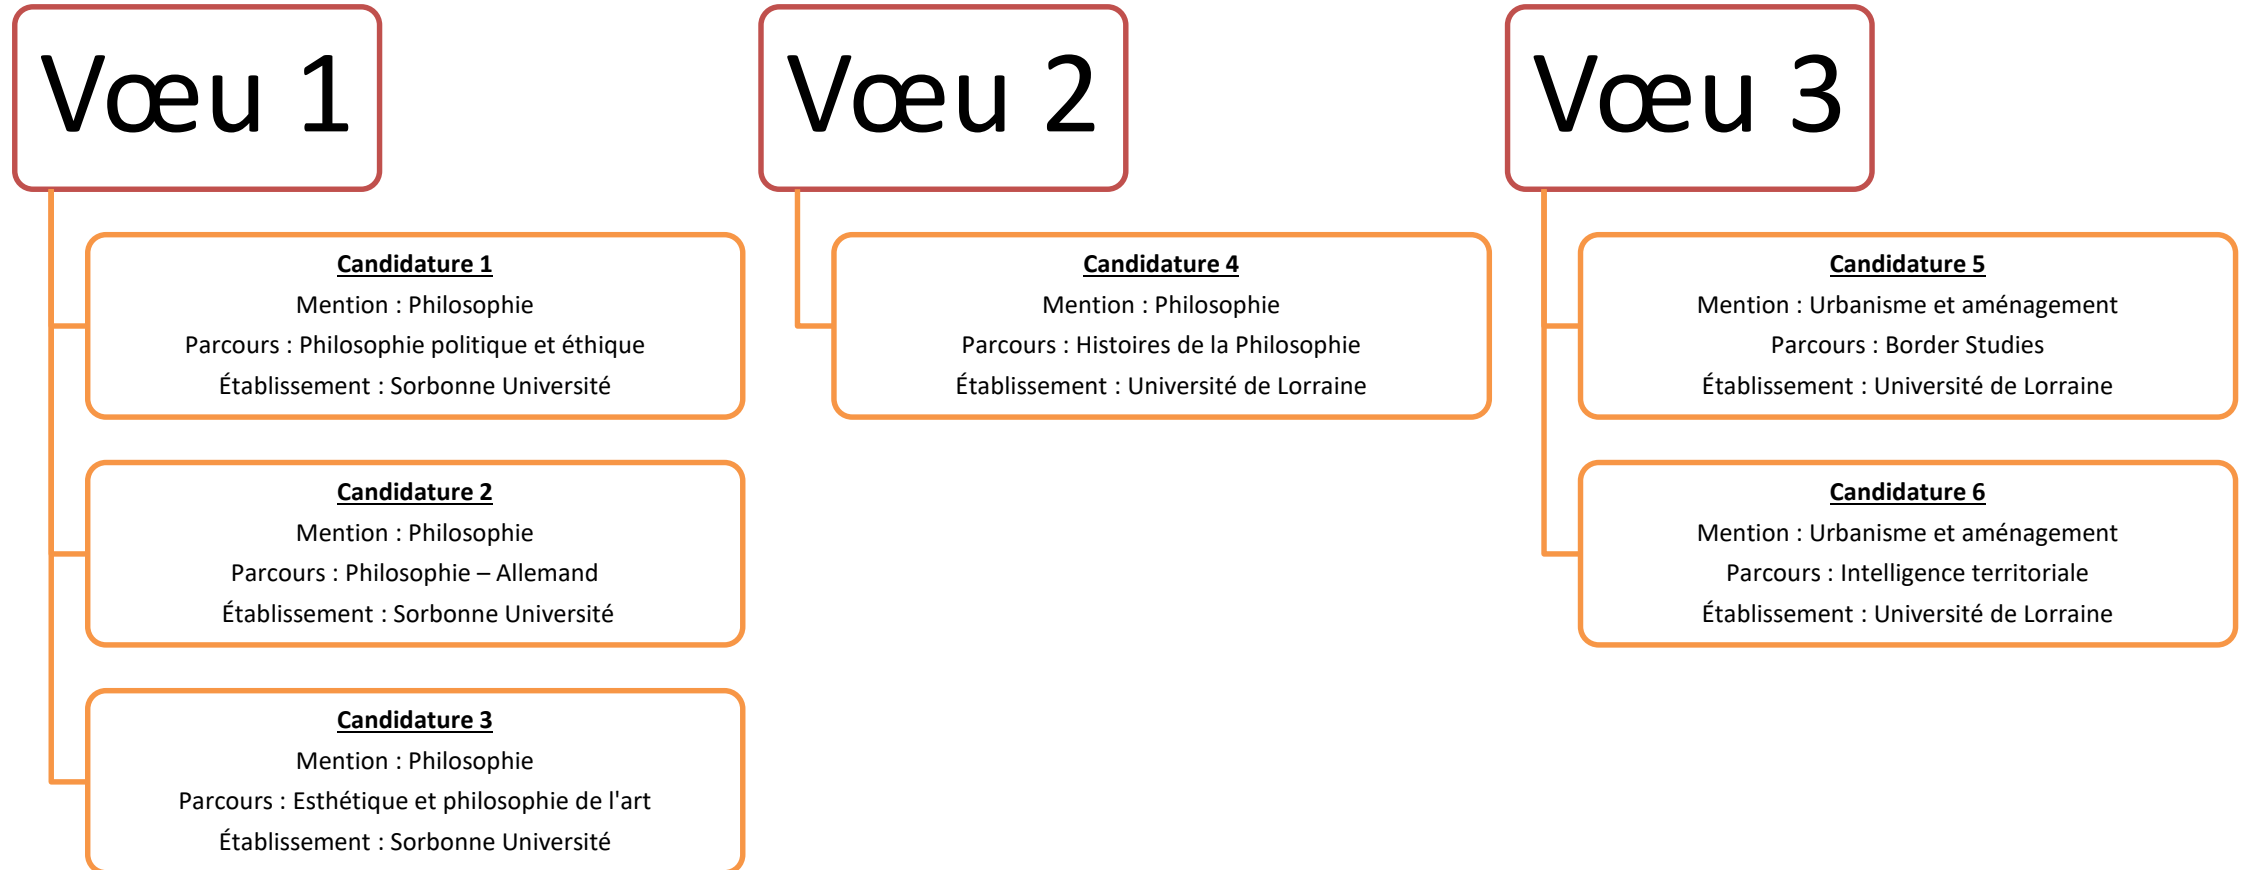 Vœu 1
Candidature 1
Mention : Philosophie
Parcours : Philosophie politique et éthique
Établissement : Sorbonne Université
Candidature 2
Mention : Philosophie
Parcours : Philosophie – Allemand
Établissement : Sorbonne Université
Candidature 3
Mention : Philosophie
Parcours : Esthétique et philosophie de l'art
Établissement : Sorbonne Université
Vœu 2
Candidature 4
Mention : Philosophie
Parcours : Histoires de la Philosophie
Établissement : Université de Lorraine
Vœu 3
Candidature 5
Mention : Urbanisme et aménagement
Parcours : Border Studies
Établissement : Université de Lorraine
Candidature 6
Mention : Urbanisme et aménagement
Parcours : Intelligence territoriale
Établissement : Université de Lorraine